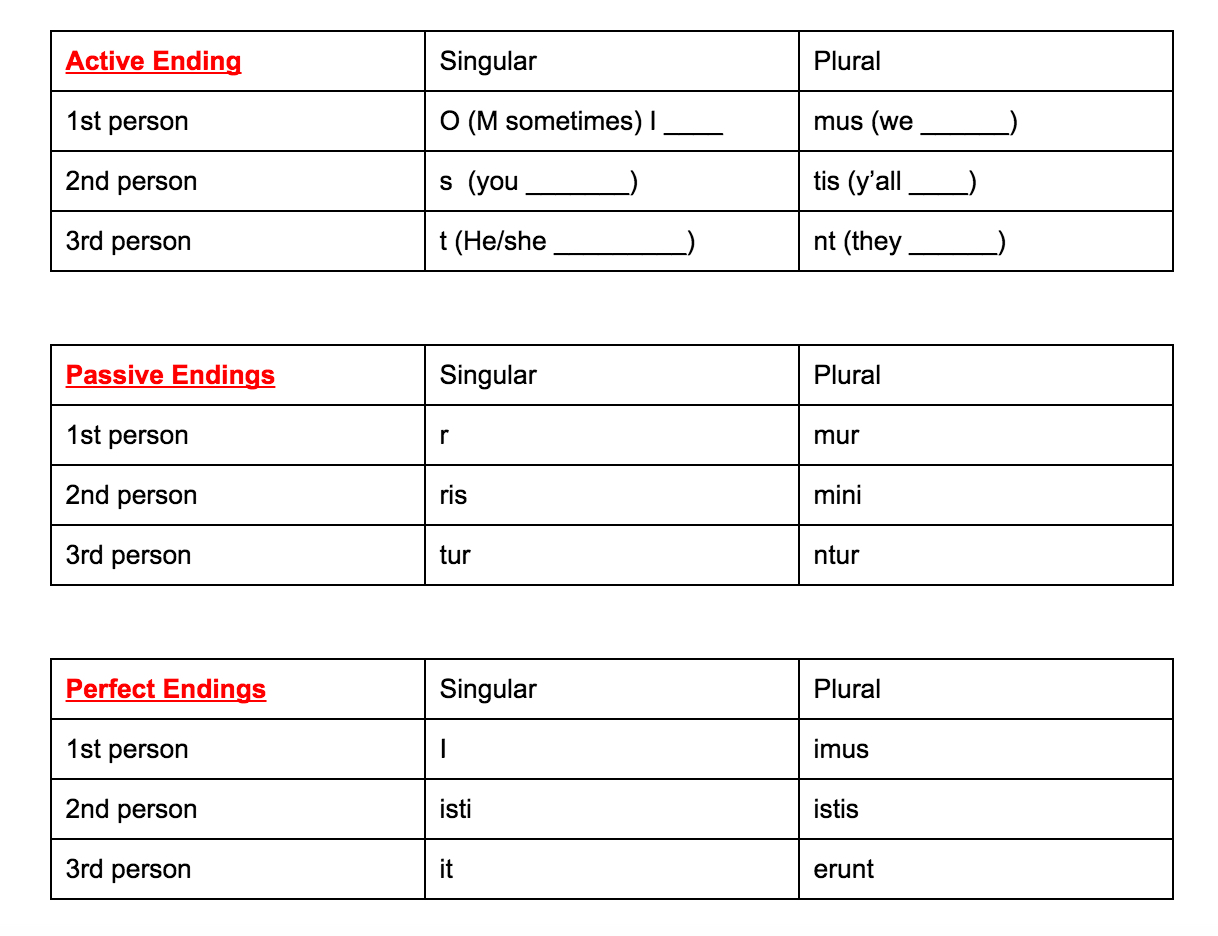 Active Ending Singular Plural
1st person O (M sometimes) I ____ mus (we ______)
2nd person s  (you _______) tis (y’all ____)
3rd person t (He/she _________) nt (they ______)
Passive Endings Singular Plural
1st person r mur
2nd person ris mini
3rd person tur ntur
Perfect Endings Singular Plural
1st person I imus
2nd person isti istis
3rd person it erunt